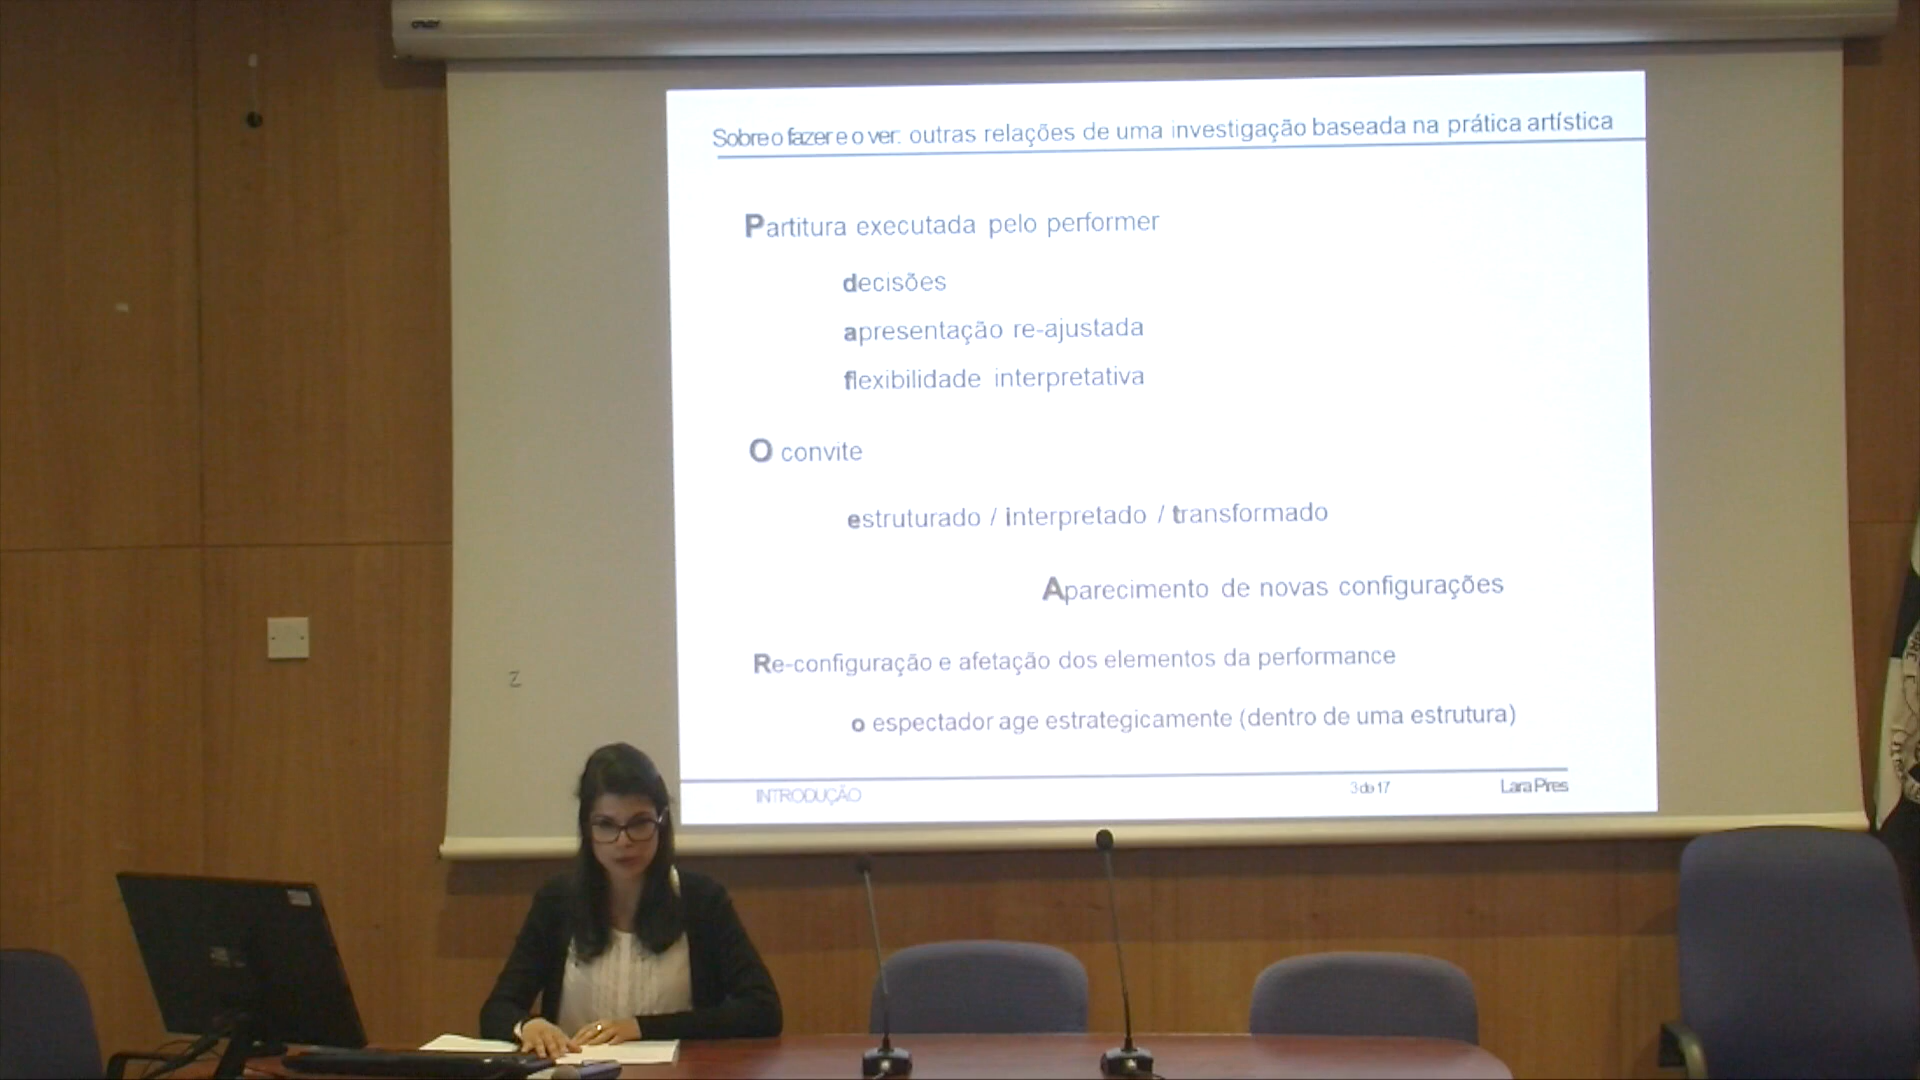 Sobre o fazer e o ver: outras relações de uma investigação baseada na prática artística
Partitura executada pelo performer
decisões
apresentação re-ajustada
flexibilidade interpretativa
O convite
estruturado / interpretado / transformado
Aparecimento de novas configurações
Re-configuração e afetação dos elementos da performance
o espectador age estrategicamente (dentro de uma estrutura)
INTRODUÇÃO 3 do 17 Lara Pires